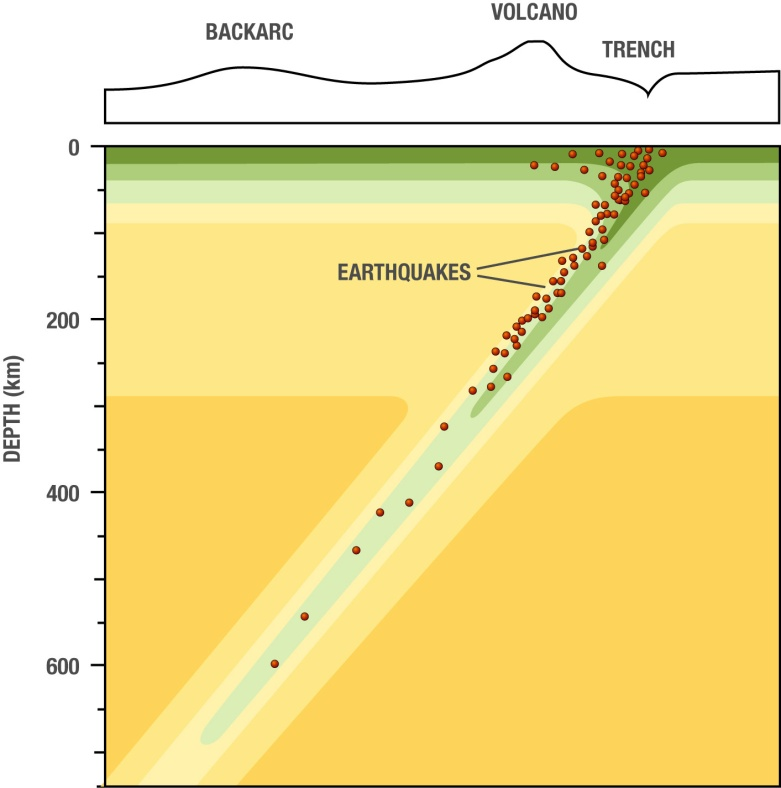 VOLCANO
BACKARC
TRENCH
0
EARTHQUAKES
200
DEPTH (km)
400
600